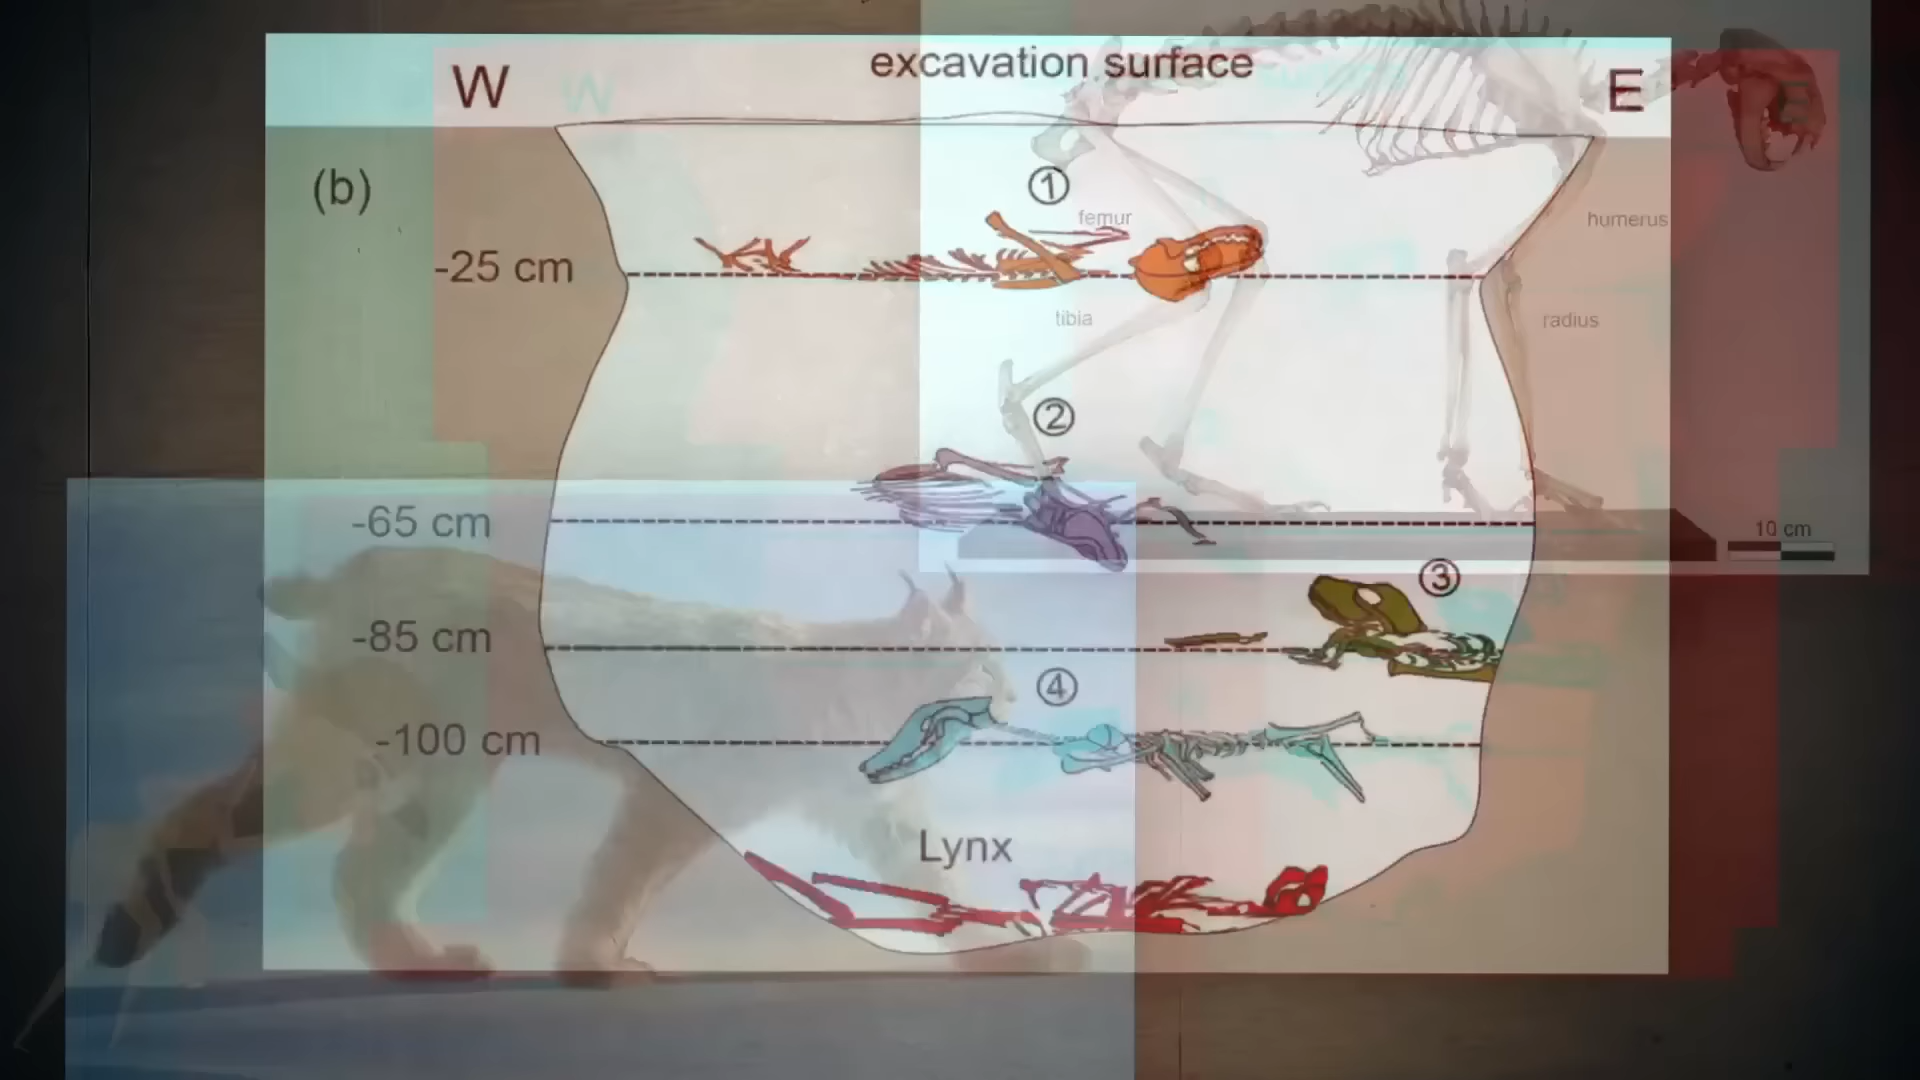 excavation surface
W
W
E
E
(b)
①
femur
humerus
-25 cm
tibia
radius
②
-65 cm
10 cm
③
-85 cm
④
-100 cm
Lynx